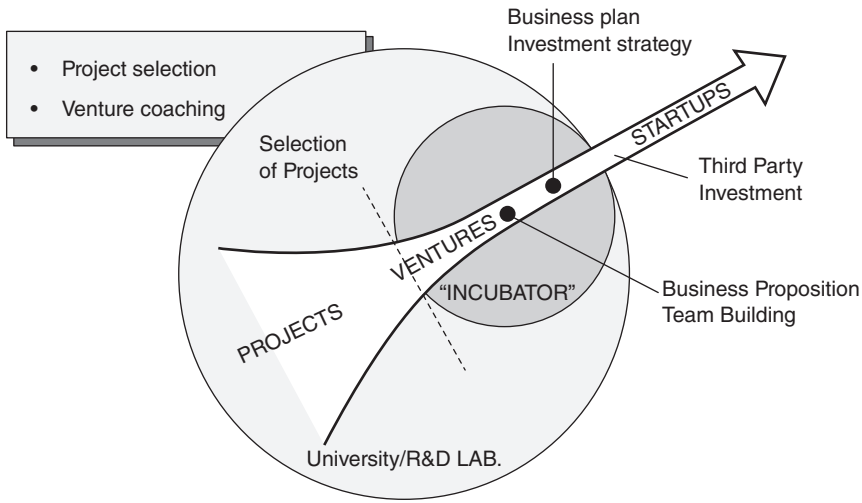 Business plan
Investment strategy
• Project selection
• Venture coaching
Selection
of Projects
STARTUPS
Third Party
Investment
VENTURES
"INCUBATOR"
Business Proposition
Team Building
PROJECTS
University/R&D LAB.